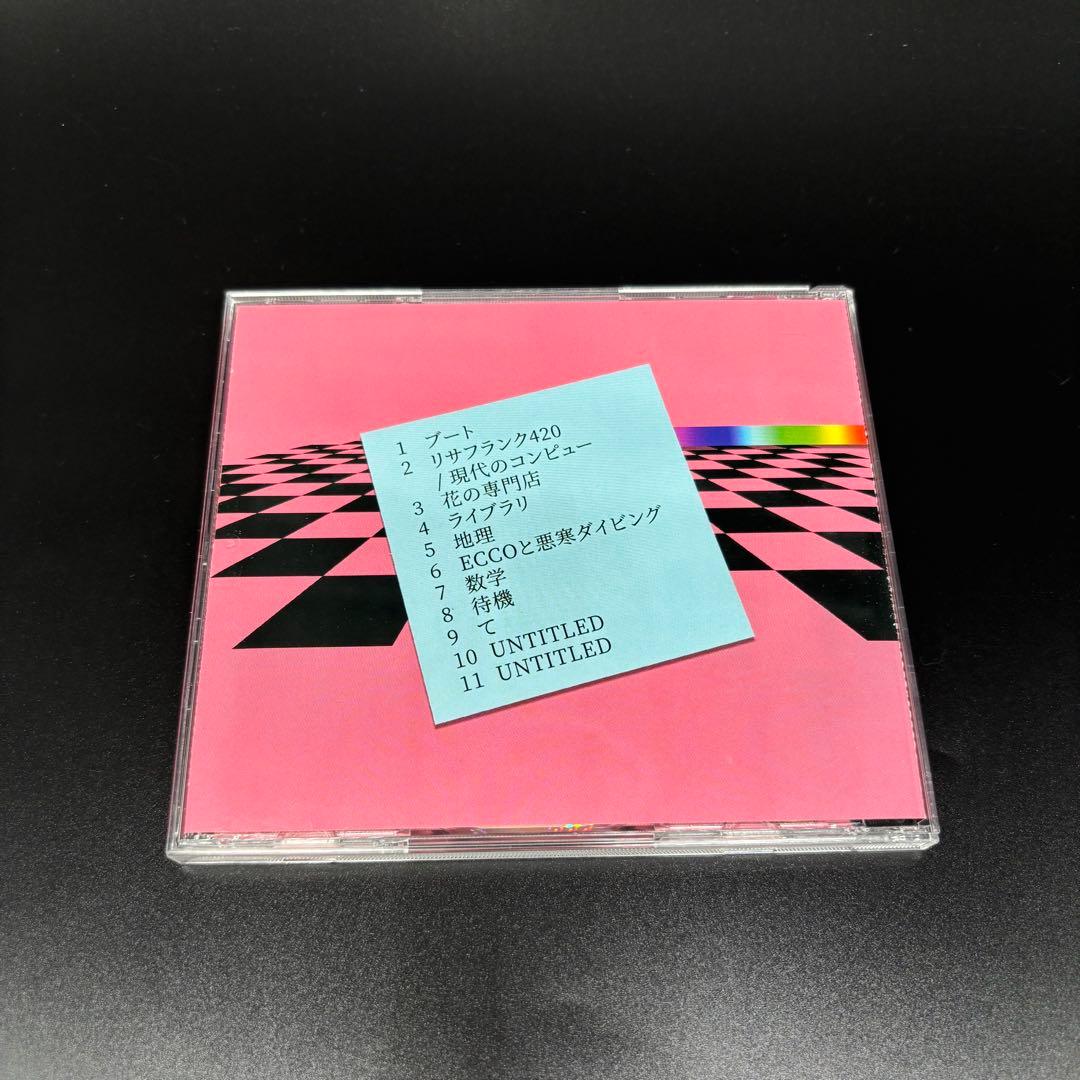 1 ブート
2 リサフランク420
/ 現代のコンピュー
3 花の専門店
4 ライブラリ
5 地理
6 ECCOと悪寒ダイビング
7 数学
8 待機
9 て
10 UNTITLED
11 UNTITLED